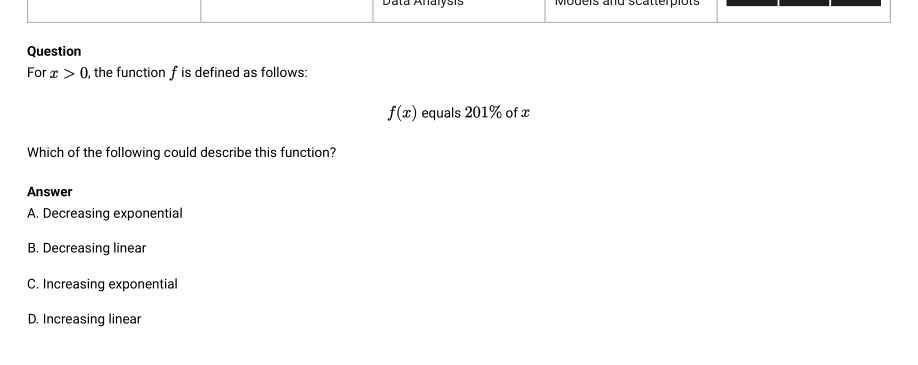 Data Analysis Models and scatterplots
Question
For x > 0, the function f is defined as follows:
f(x) equals 201% of x
Which of the following could describe this function?
Answer
A. Decreasing exponential
B. Decreasing linear
C. Increasing exponential
D. Increasing linear